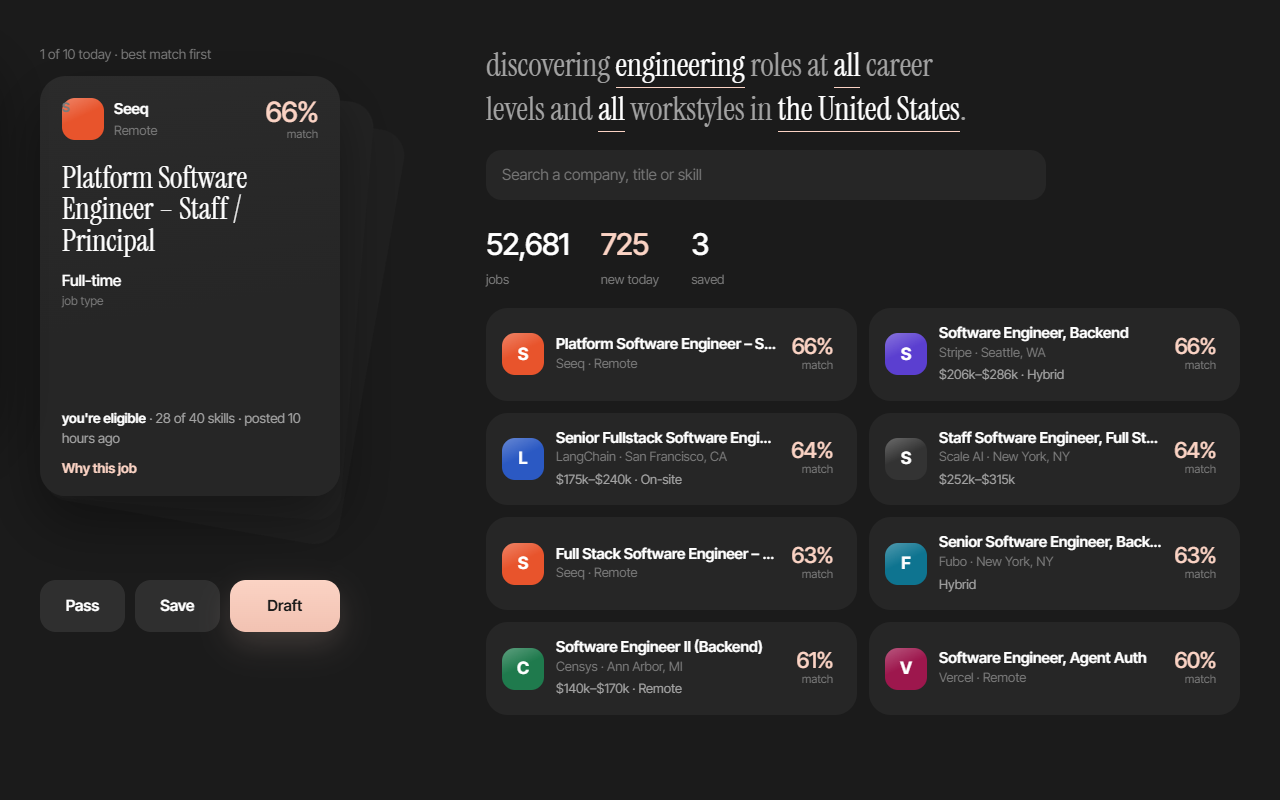 1 of 10 today · best match first
S
Seeq
Remote
66%
match
Platform Software
Engineer – Staff /
Principal
Full-time
job type
you're eligible · 28 of 40 skills · posted 10
hours ago
Why this job
Pass
Save
Draft
discovering engineering roles at all career
levels and all workstyles in the United States.
Search a company, title or skill
52,681
jobs
725
new today
3
saved
S
Platform Software Engineer – S...
Seeq · Remote
66%
match
S
Software Engineer, Backend
Stripe · Seattle, WA
$206k–$286k · Hybrid
66%
match
L
Senior Fullstack Software Engi...
LangChain · San Francisco, CA
$175k–$240k · On-site
64%
match
S
Staff Software Engineer, Full St...
Scale AI · New York, NY
$252k–$315k
64%
match
S
Full Stack Software Engineer – ...
Seeq · Remote
63%
match
F
Senior Software Engineer, Back...
Fubo · New York, NY
Hybrid
63%
match
C
Software Engineer II (Backend)
Censys · Ann Arbor, MI
$140k–$170k · Remote
61%
match
V
Software Engineer, Agent Auth
Vercel · Remote
60%
match